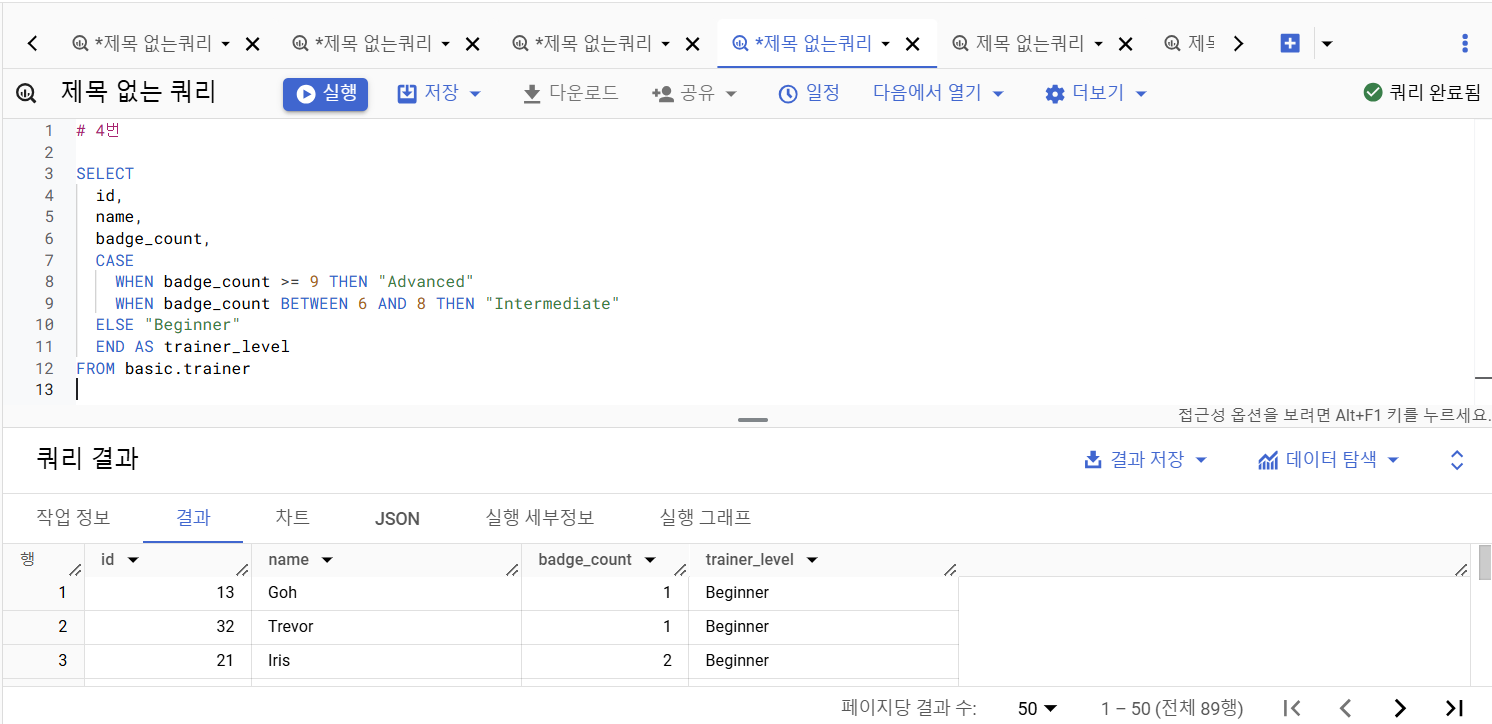 *제목 없는쿼리 *제목 없는쿼리 *제목 없는쿼리 *제목 없는쿼리 제목 없는쿼리
제목 없는 쿼리 실행 저장 다운로드 공유 일정 다음에서 열기 더보기 쿼리 완료됨
1 # 4번
2
3 SELECT
4 id,
5 name,
6 badge_count,
7 CASE
8 WHEN badge_count >= 9 THEN "Advanced"
9 WHEN badge_count BETWEEN 6 AND 8 THEN "Intermediate"
10 ELSE "Beginner"
11 END AS trainer_level
12 FROM basic.trainer
13
접근성 옵션을 보려면 Alt+F1 키를 누르세요.
쿼리 결과 결과 저장 데이터 탐색
작업 정보 결과 차트 JSON 실행 세부정보 실행 그래프
행 id name badge_count trainer_level
1 13 Goh 1 Beginner
2 32 Trevor 1 Beginner
3 21 Iris 2 Beginner
페이지당 결과 수: 50 1 – 50 (전체 89행)